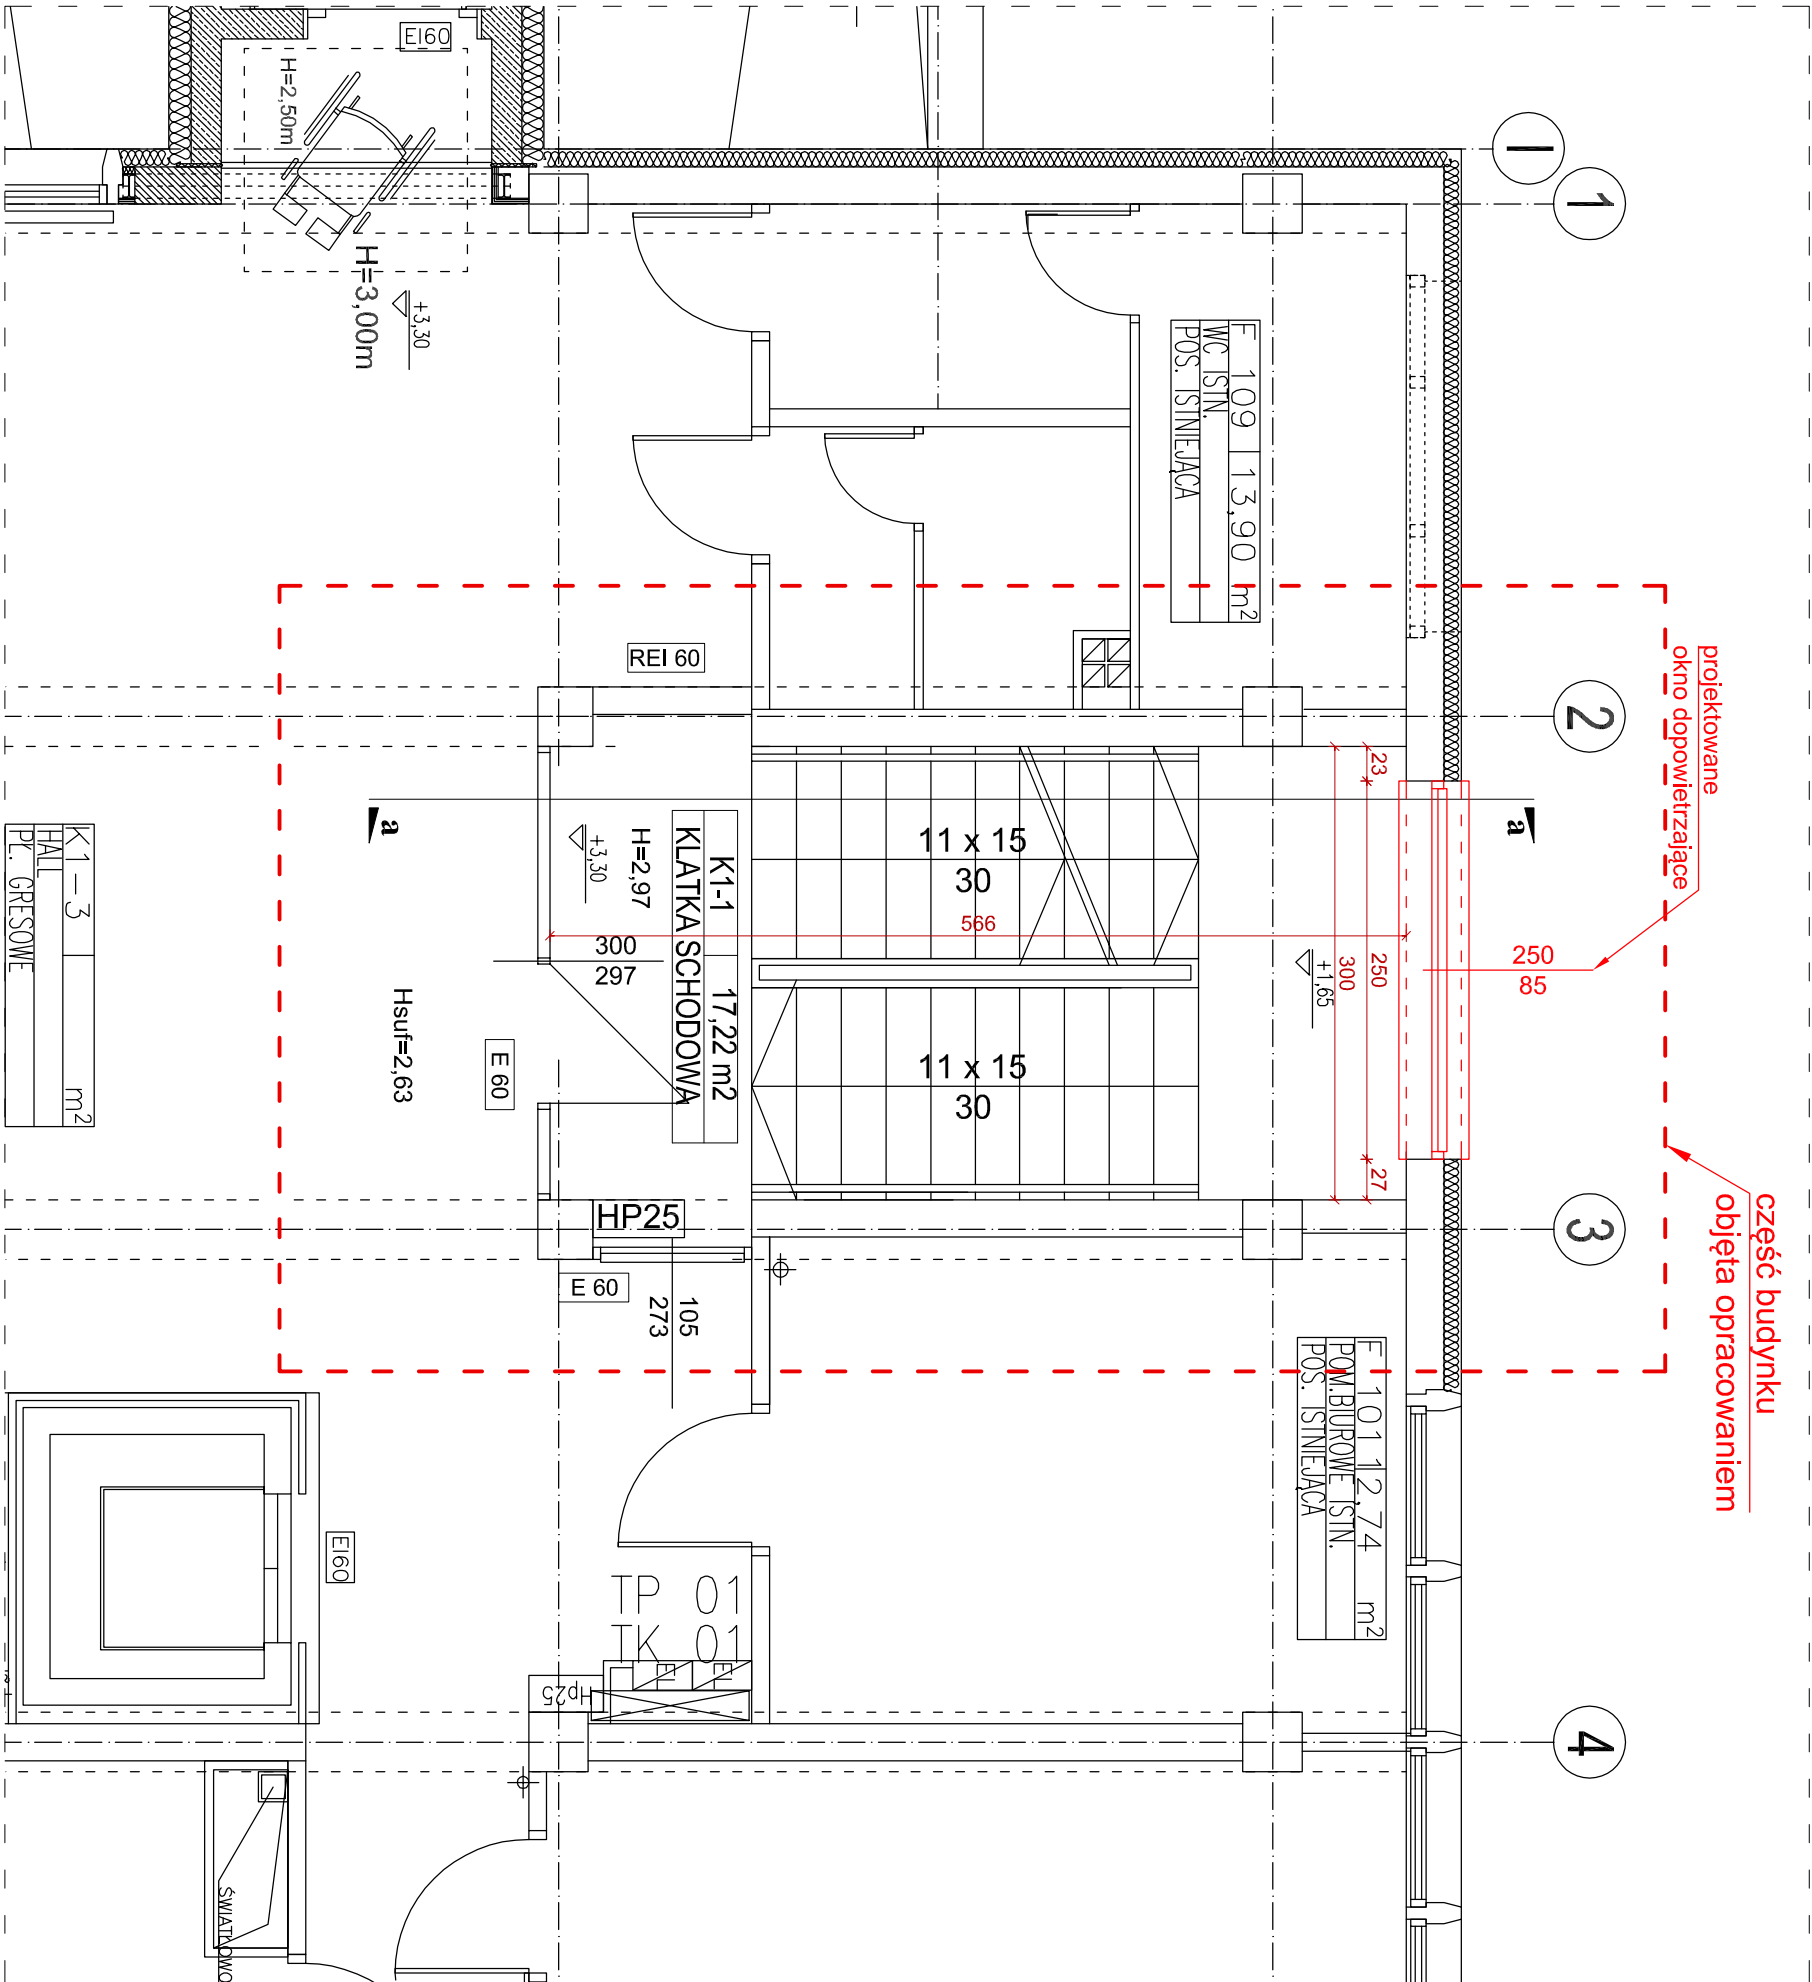 EI60
H=2,50m
H=3,00m
+3,30
1
F 109 13,90 m2
WC ISTN.
POS. ISTNIEJĄCA
REI 60
2
projektowane
okno dopowietrzające
23
a
a
11 x 15
30
566
K1-1 17,22 m2
KLATKA SCHODOWA
H=2,97
+3,30
300
297
250
300
+1,65
250
85
Hsuf=2,63
K1-3 m2
HALL
PŁ. GRESOWE
E 60
11 x 15
30
27
HP25
3
część budynku
objęta opracowaniem
E 60
105
273
F 101 12,74 m2
POM.BIUROWE ISTN.
POS. ISTNIEJĄCA
EI60
TP 01
TK 01
EL
EL
Hp25
4